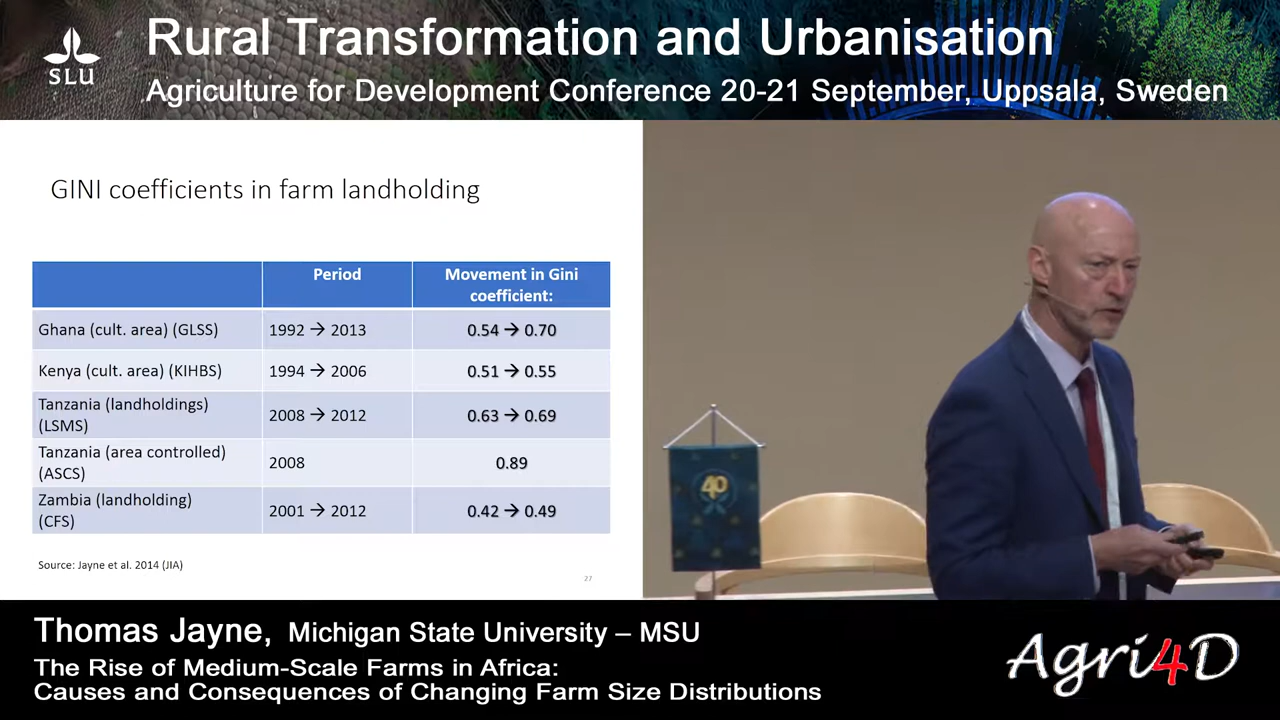 Rural Transformation and Urbanisation
SLU
Agriculture for Development Conference 20-21 September, Uppsala, Sweden
GINI coefficients in farm landholding
Period
Movement in Gini
coefficient:
Ghana (cult. area) (GLSS)
1992 → 2013
0.54 → 0.70
Kenya (cult. area) (KIHBS)
1994 → 2006
0.51 → 0.55
Tanzania (landholdings)
(LSMS)
2008 → 2012
0.63 → 0.69
Tanzania (area controlled)
(ASCS)
2008
0.89
Zambia (landholding)
(CFS)
2001 → 2012
0.42 → 0.49
Source: Jayne et al. 2014 (JIA)
27
40
Thomas Jayne, Michigan State University – MSU
The Rise of Medium-Scale Farms in Africa:
Causes and Consequences of Changing Farm Size Distributions
Agri4D